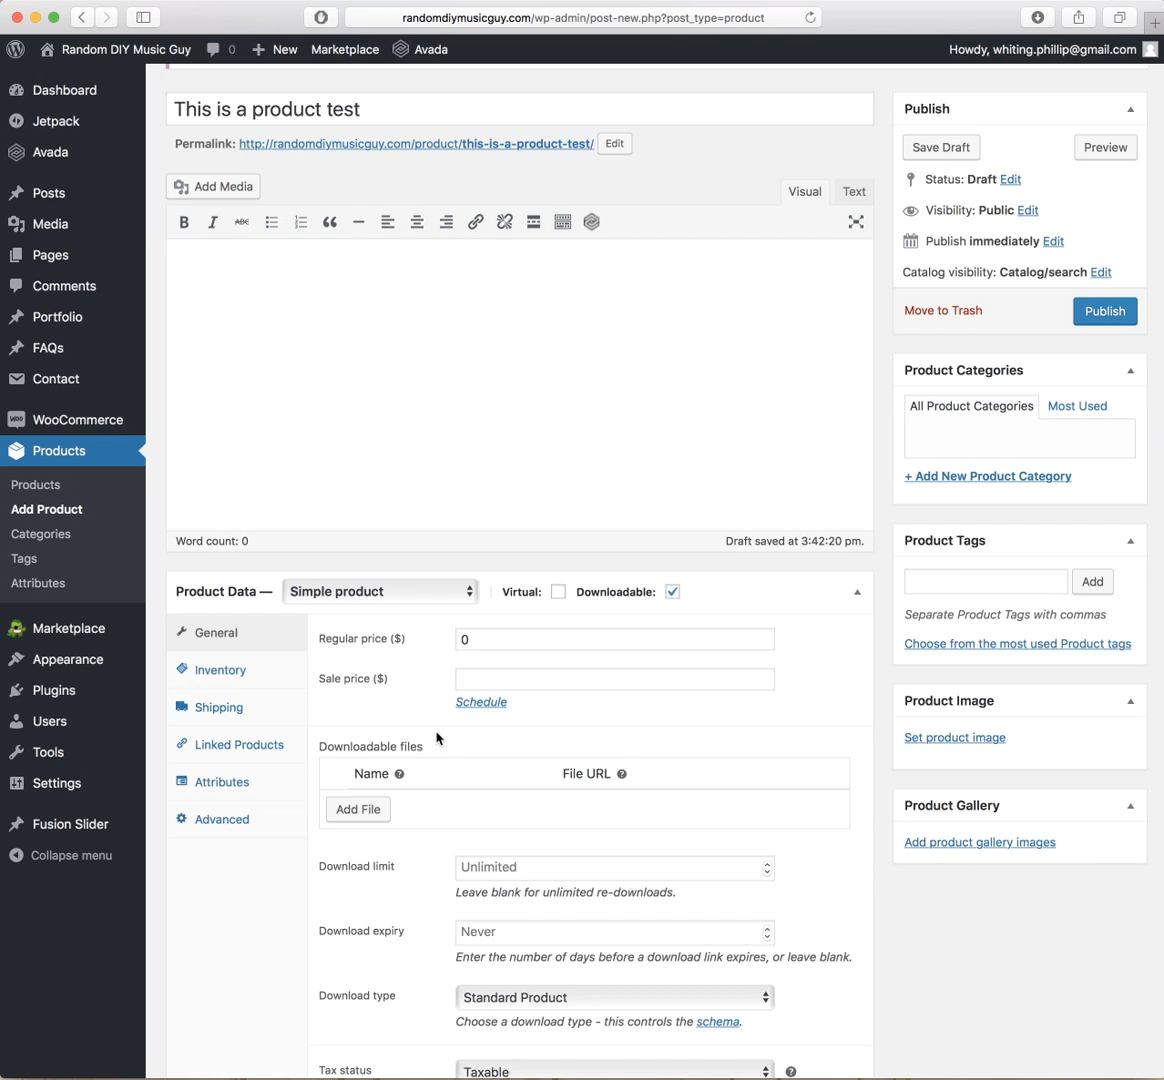 randomdiymusicguy.com/wp-admin/post-new.php?post_type=product
Random DIY Music Guy 0 New Marketplace Avada Howdy, whiting.phillip@gmail.com
Dashboard
Jetpack
Avada
Posts
Media
Pages
Comments
Portfolio
FAQs
Contact
WooCommerce
Products
Products
Add Product
Categories
Tags
Attributes
Marketplace
Appearance
Plugins
Users
Tools
Settings
Fusion Slider
Collapse menu
This is a product test
Permalink: http://randomdiymusicguy.com/product/this-is-a-product-test/ Edit
Add Media
Visual Text
B I ABC
Word count: 0 Draft saved at 3:42:20 pm.
Product Data — Simple product Virtual: Downloadable:
General
Inventory
Shipping
Linked Products
Attributes
Advanced
Regular price ($) 0
Sale price ($)
Schedule
Downloadable files
Name ? File URL ?
Add File
Download limit Unlimited
Leave blank for unlimited re-downloads.
Download expiry Never
Enter the number of days before a download link expires, or leave blank.
Download type Standard Product
Choose a download type - this controls the schema.
Tax status Taxable ?
Publish
Save Draft Preview
Status: Draft Edit
Visibility: Public Edit
Publish immediately Edit
Catalog visibility: Catalog/search Edit
Move to Trash Publish
Product Categories
All Product Categories Most Used
+ Add New Product Category
Product Tags
Add
Separate Product Tags with commas
Choose from the most used Product tags
Product Image
Set product image
Product Gallery
Add product gallery images